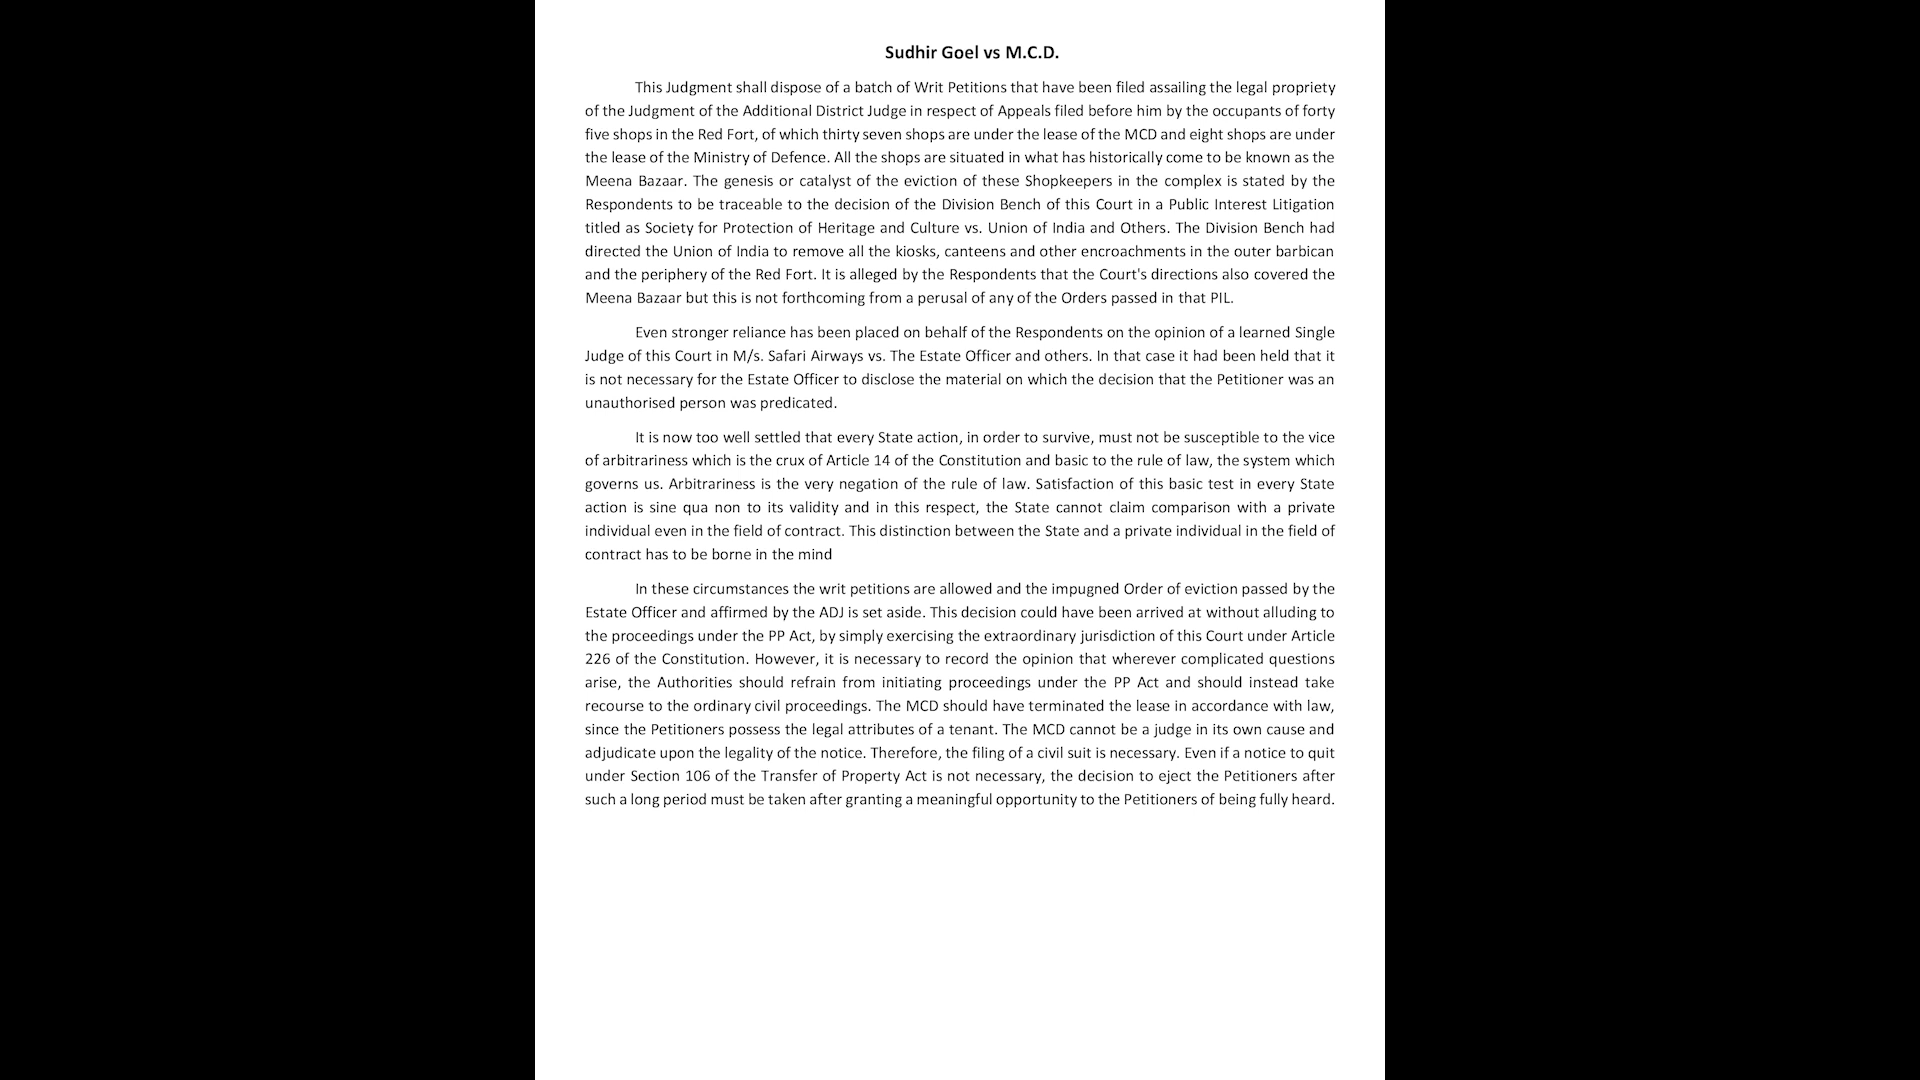 Sudhir Goel vs M.C.D.
This Judgment shall dispose of a batch of Writ Petitions that have been filed assailing the legal propriety
of the Judgment of the Additional District Judge in respect of Appeals filed before him by the occupants of forty
five shops in the Red Fort, of which thirty seven shops are under the lease of the MCD and eight shops are under
the lease of the Ministry of Defence. All the shops are situated in what has historically come to be known as the
Meena Bazaar. The genesis or catalyst of the eviction of these Shopkeepers in the complex is stated by the
Respondents to be traceable to the decision of the Division Bench of this Court in a Public Interest Litigation
titled as Society for Protection of Heritage and Culture vs. Union of India and Others. The Division Bench had
directed the Union of India to remove all the kiosks, canteens and other encroachments in the outer barbican
and the periphery of the Red Fort. It is alleged by the Respondents that the Court's directions also covered the
Meena Bazaar but this is not forthcoming from a perusal of any of the Orders passed in that PIL.
Even stronger reliance has been placed on behalf of the Respondents on the opinion of a learned Single
Judge of this Court in M/s. Safari Airways vs. The Estate Officer and others. In that case it had been held that it
is not necessary for the Estate Officer to disclose the material on which the decision that the Petitioner was an
unauthorised person was predicated.
It is now too well settled that every State action, in order to survive, must not be susceptible to the vice
of arbitrariness which is the crux of Article 14 of the Constitution and basic to the rule of law, the system which
governs us. Arbitrariness is the very negation of the rule of law. Satisfaction of this basic test in every State
action is sine qua non to its validity and in this respect, the State cannot claim comparison with a private
individual even in the field of contract. This distinction between the State and a private individual in the field of
contract has to be borne in the mind
In these circumstances the writ petitions are allowed and the impugned Order of eviction passed by the
Estate Officer and affirmed by the ADJ is set aside. This decision could have been arrived at without alluding to
the proceedings under the PP Act, by simply exercising the extraordinary jurisdiction of this Court under Article
226 of the Constitution. However, it is necessary to record the opinion that wherever complicated questions
arise, the Authorities should refrain from initiating proceedings under the PP Act and should instead take
recourse to the ordinary civil proceedings. The MCD should have terminated the lease in accordance with law,
since the Petitioners possess the legal attributes of a tenant. The MCD cannot be a judge in its own cause and
adjudicate upon the legality of the notice. Therefore, the filing of a civil suit is necessary. Even if a notice to quit
under Section 106 of the Transfer of Property Act is not necessary, the decision to eject the Petitioners after
such a long period must be taken after granting a meaningful opportunity to the Petitioners of being fully heard.